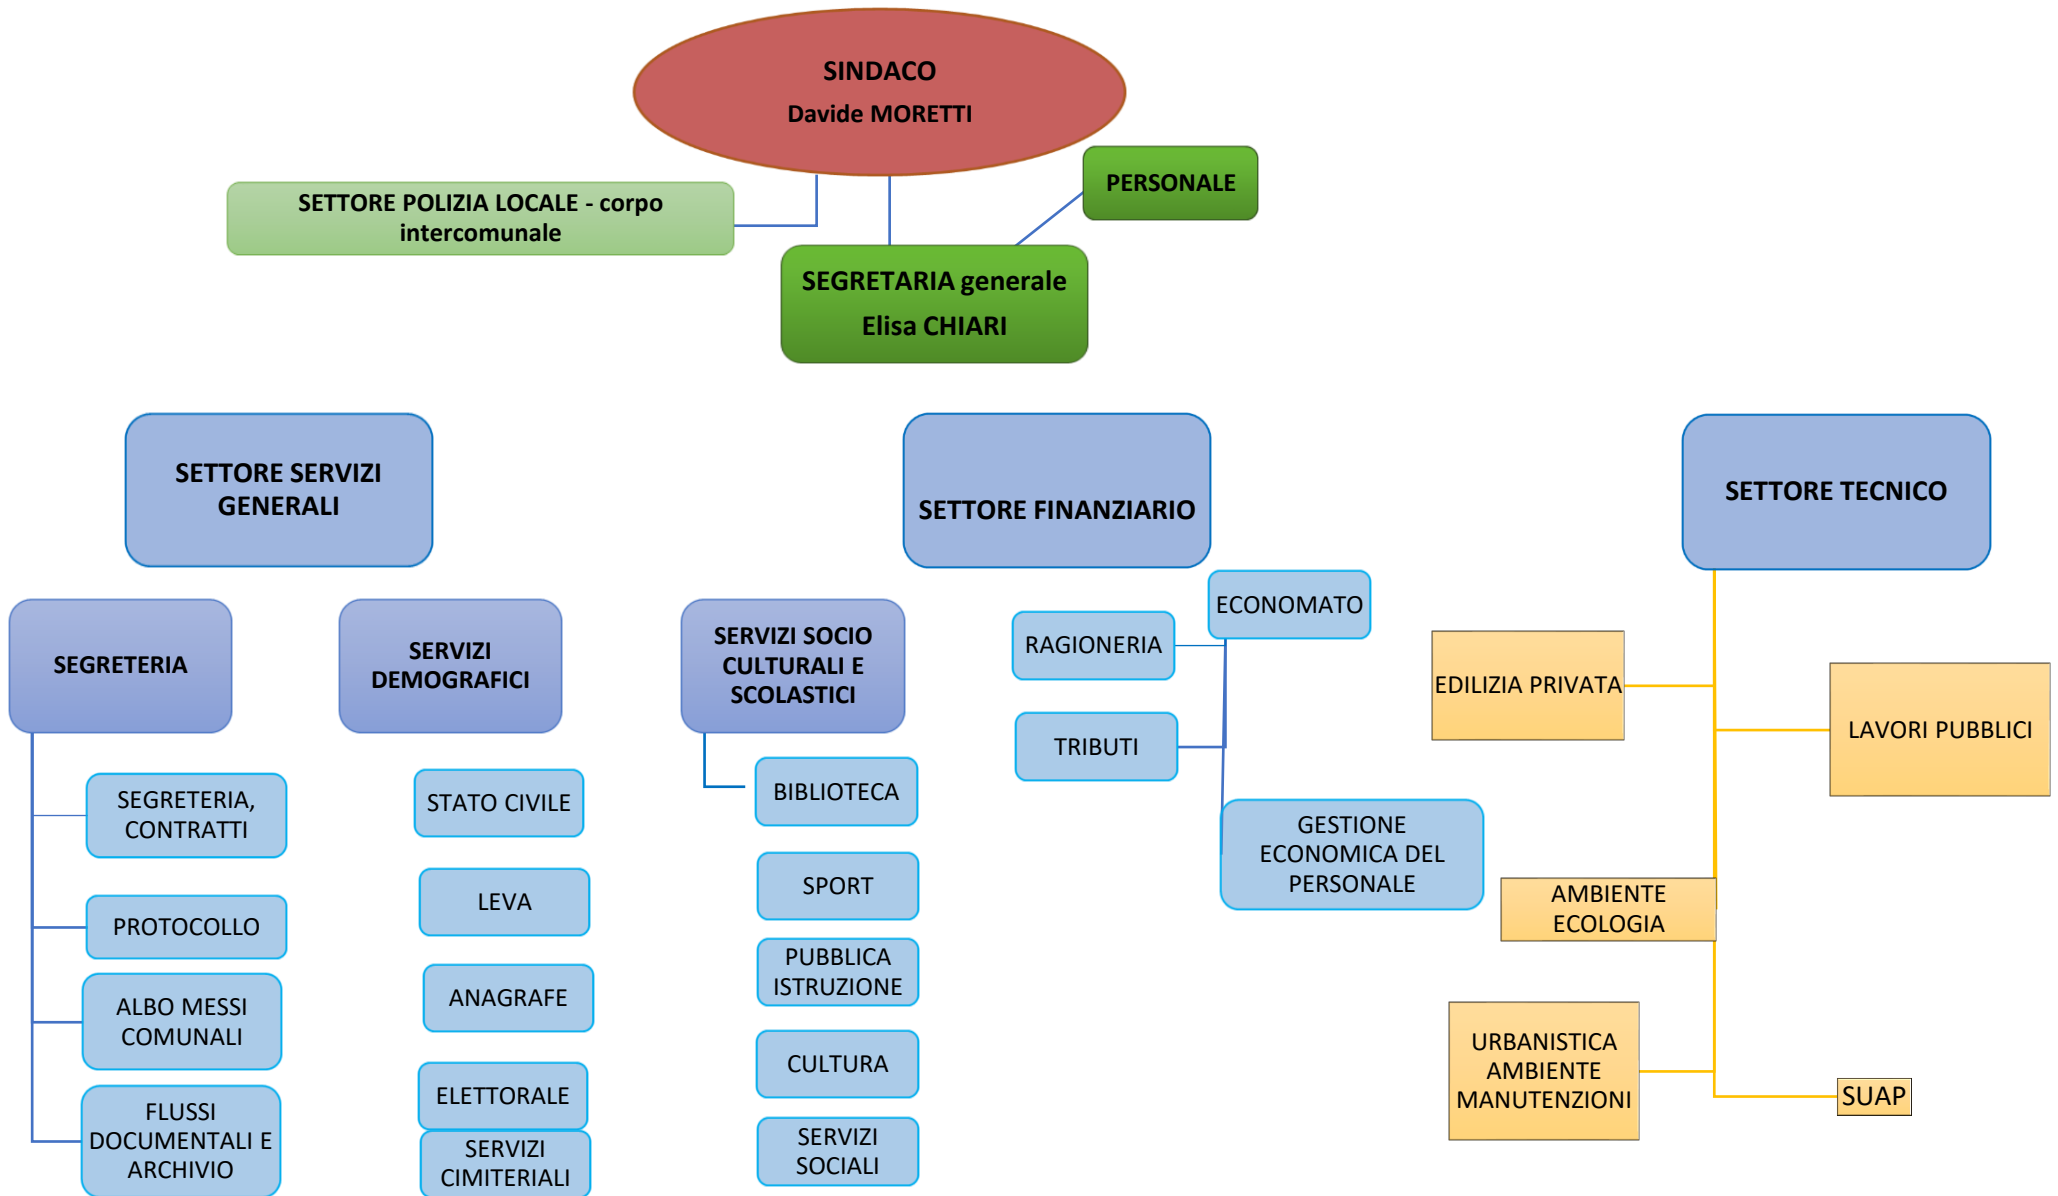 SINDACO
Davide MORETTI
PERSONALE
SETTORE POLIZIA LOCALE - corpo
intercomunale
SEGRETARIA generale
Elisa CHIARI
SETTORE SERVIZI
GENERALI
SETTORE FINANZIARIO
SETTORE TECNICO
SEGRETERIA
SEGRETERIA,
CONTRATTI
PROTOCOLLO
ALBO MESSI
COMUNALI
FLUSSI
DOCUMENTALI E
ARCHIVIO
SERVIZI
DEMOGRAFICI
STATO CIVILE
LEVA
ANAGRAFE
ELETTORALE
SERVIZI
CIMITERIALI
SERVIZI SOCIO
CULTURALI E
SCOLASTICI
BIBLIOTECA
SPORT
PUBBLICA
ISTRUZIONE
CULTURA
SERVIZI
SOCIALI
ECONOMATO
RAGIONERIA
TRIBUTI
GESTIONE
ECONOMICA DEL
PERSONALE
EDILIZIA PRIVATA
LAVORI PUBBLICI
AMBIENTE
ECOLOGIA
URBANISTICA
AMBIENTE
MANUTENZIONI
SUAP